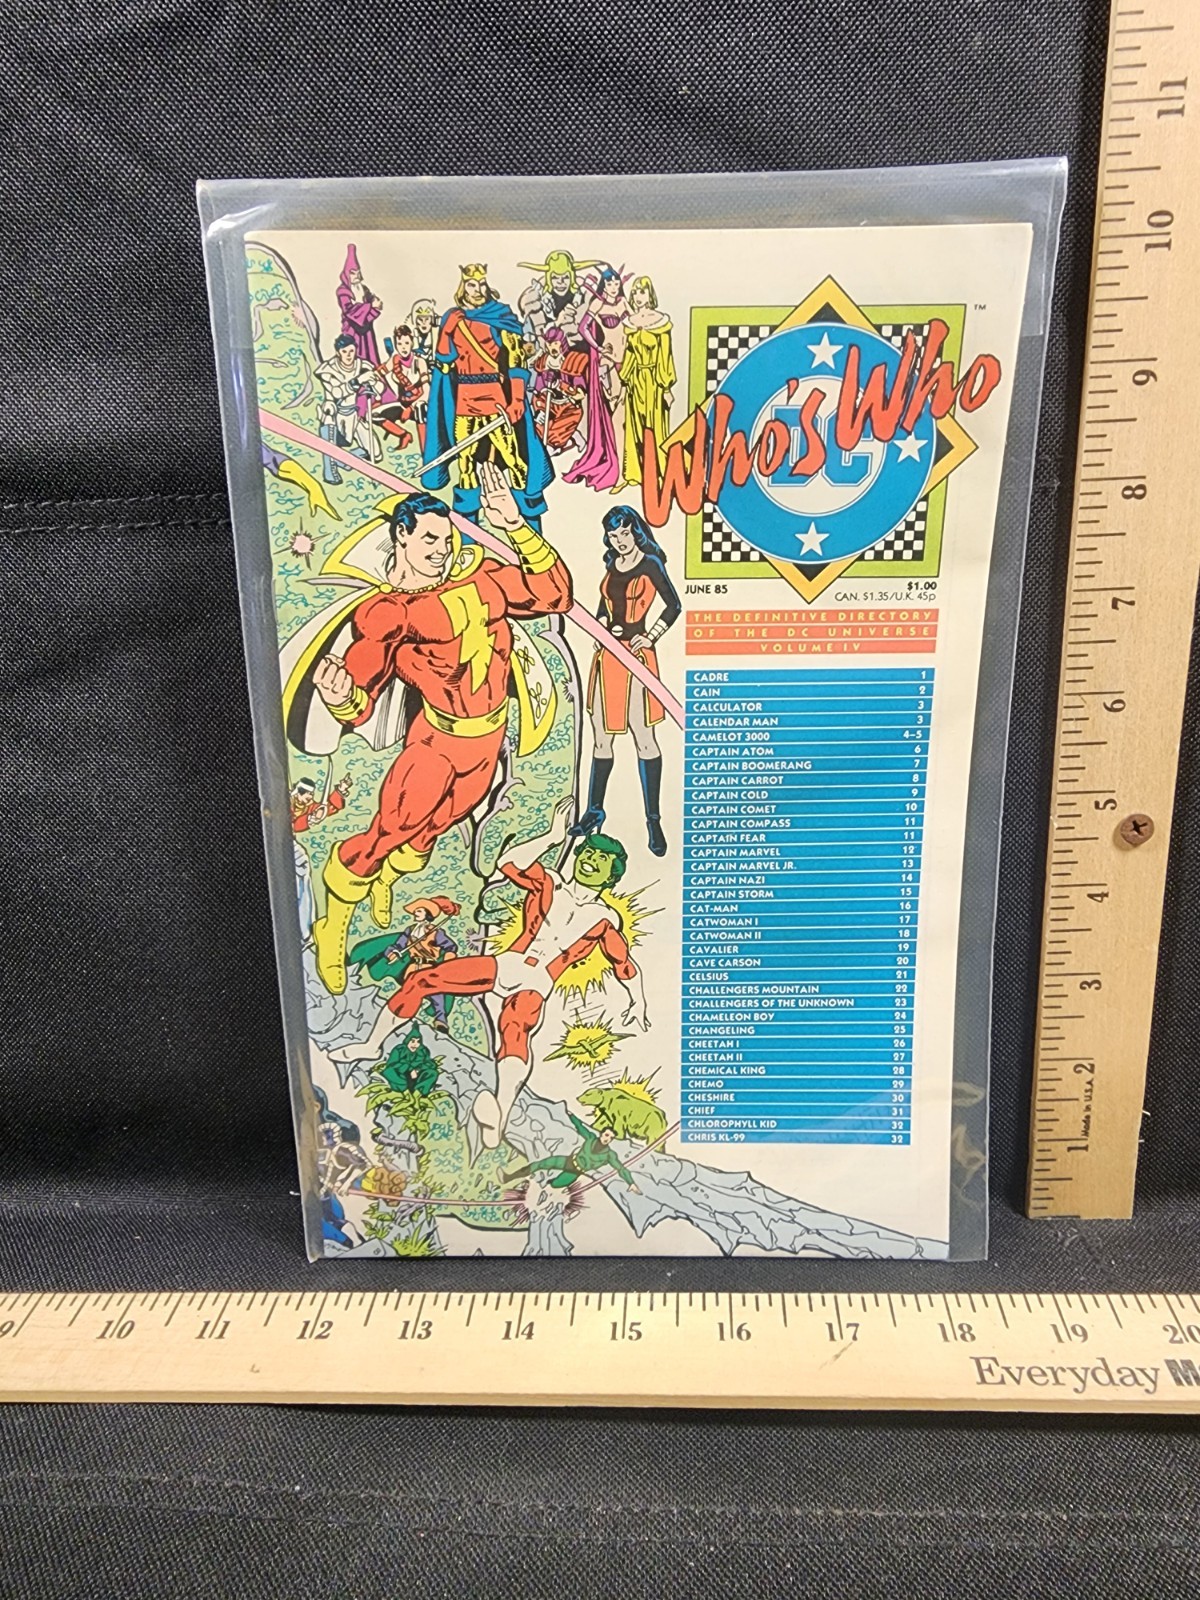 Who's Who
DC
TM
JUNE 85
$1.00
CAN. $1.35/U.K. 45p
THE DEFINITIVE DIRECTORY
OF THE DC UNIVERSE
VOLUME IV
CADRE 1
CAIN 2
CALCULATOR 3
CALENDAR MAN 3
CAMELOT 3000 4-5
CAPTAIN ATOM 6
CAPTAIN BOOMERANG 7
CAPTAIN CARROT 8
CAPTAIN COLD 9
CAPTAIN COMET 10
CAPTAIN COMPASS 11
CAPTAIN FEAR 11
CAPTAIN MARVEL 12
CAPTAIN MARVEL JR. 13
CAPTAIN NAZI 14
CAPTAIN STORM 15
CAT-MAN 16
CATWOMAN I 17
CATWOMAN II 18
CAVALIER 19
CAVE CARSON 20
CELSIUS 21
CHALLENGERS MOUNTAIN 22
CHALLENGERS OF THE UNKNOWN 23
CHAMELEON BOY 24
CHANGELING 25
CHEETAH I 26
CHEETAH II 27
CHEMICAL KING 28
CHEMO 29
CHESHIRE 30
CHIEF 31
CHLOROPHYLL KID 32
CHRIS KL-99 32
11
10
9
8
7
6
5
4
3
2
1
Made in U.S.A.
9 10 11 12 13 14 15 16 17 18 19 20
Everyday